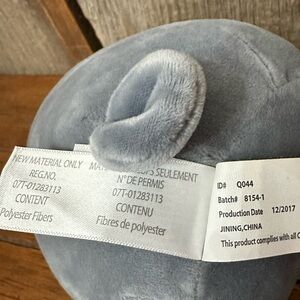 NEW MATERIAL ONLY
REG.NO.
07T-01283113
CONTENT
Polyester Fibers
SEULEMENT
N° DE PERMIS
07T-01283113
CONTENU
Fibres de polyester
ID# Q044
Batch# 8154-1
Production Date 12/2017
JINING,CHINA
This product complies with all C